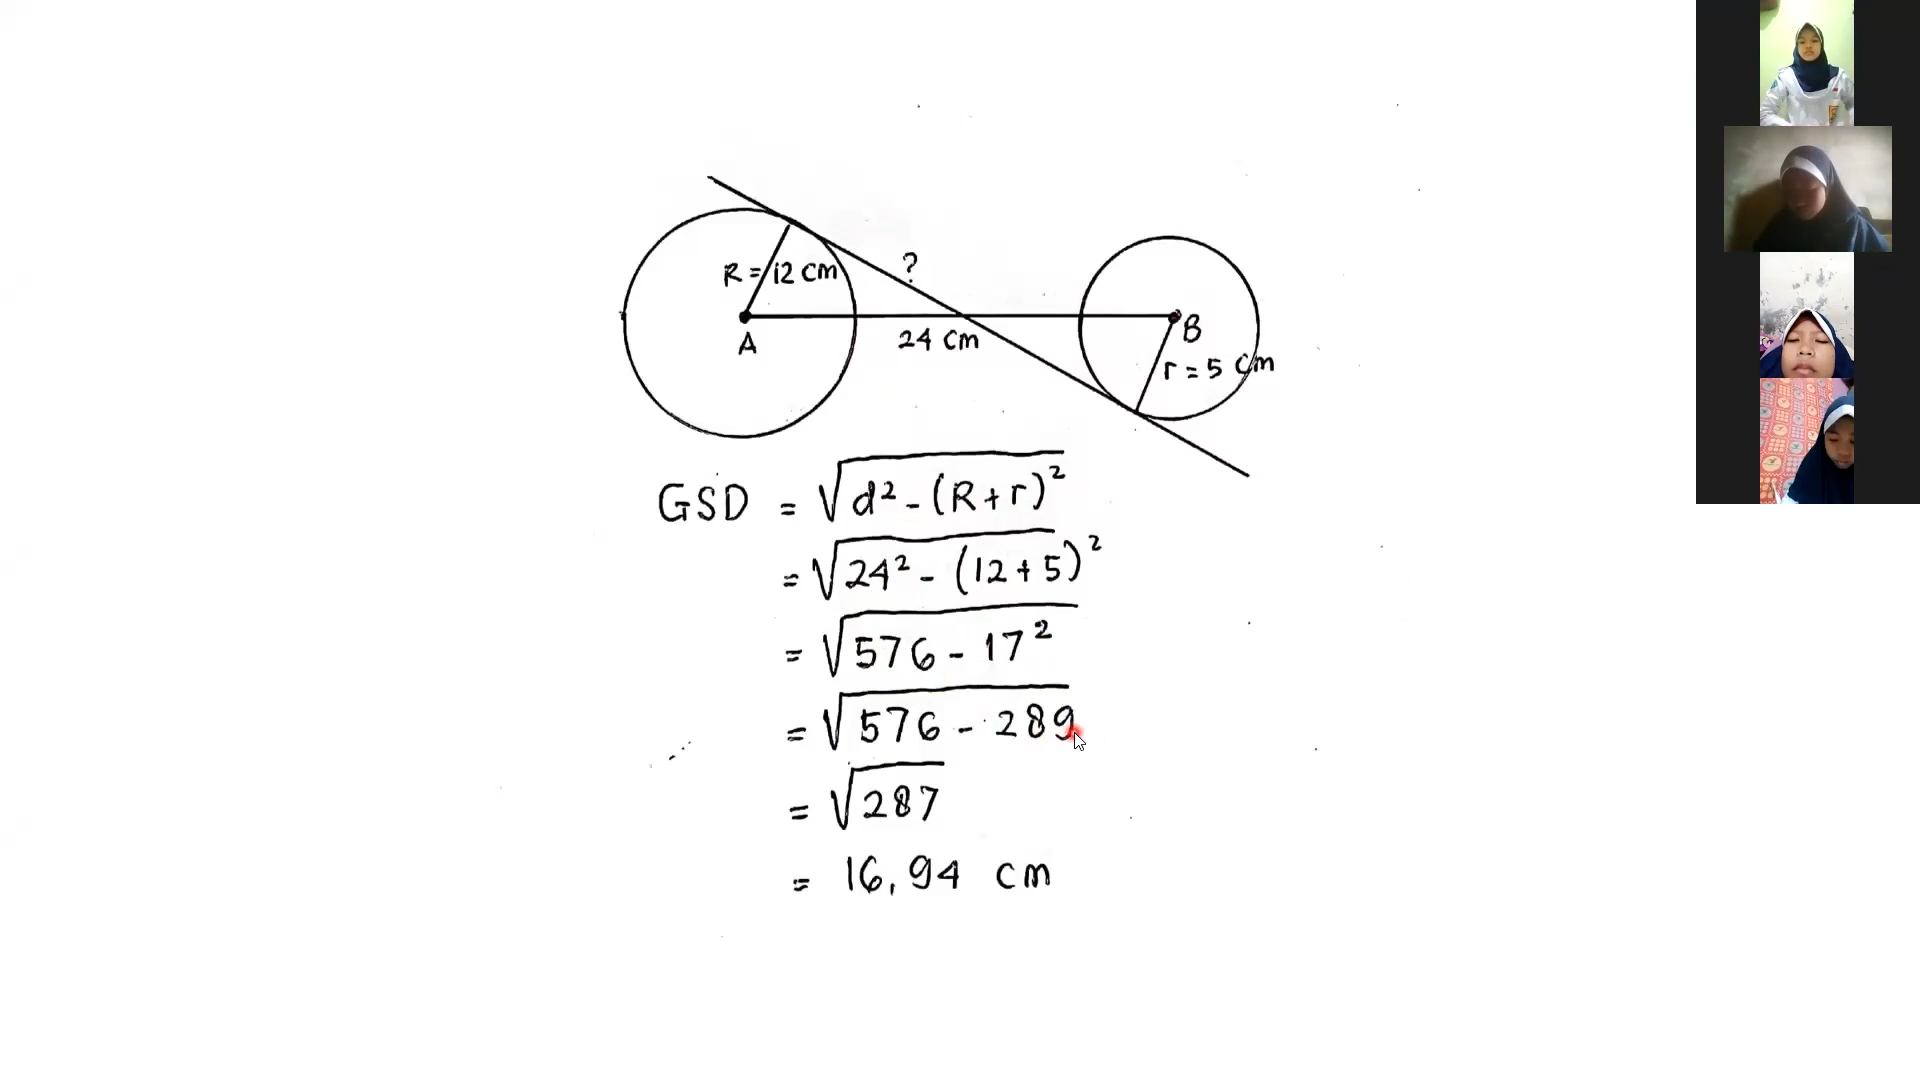 ?
R = 12 cm
A
24 cm
B
r = 5 cm
GSD = √d² - (R + r)²
= √24² - (12 + 5)²
= √576 - 17²
= √576 - 289
= √287
= 16,94 cm